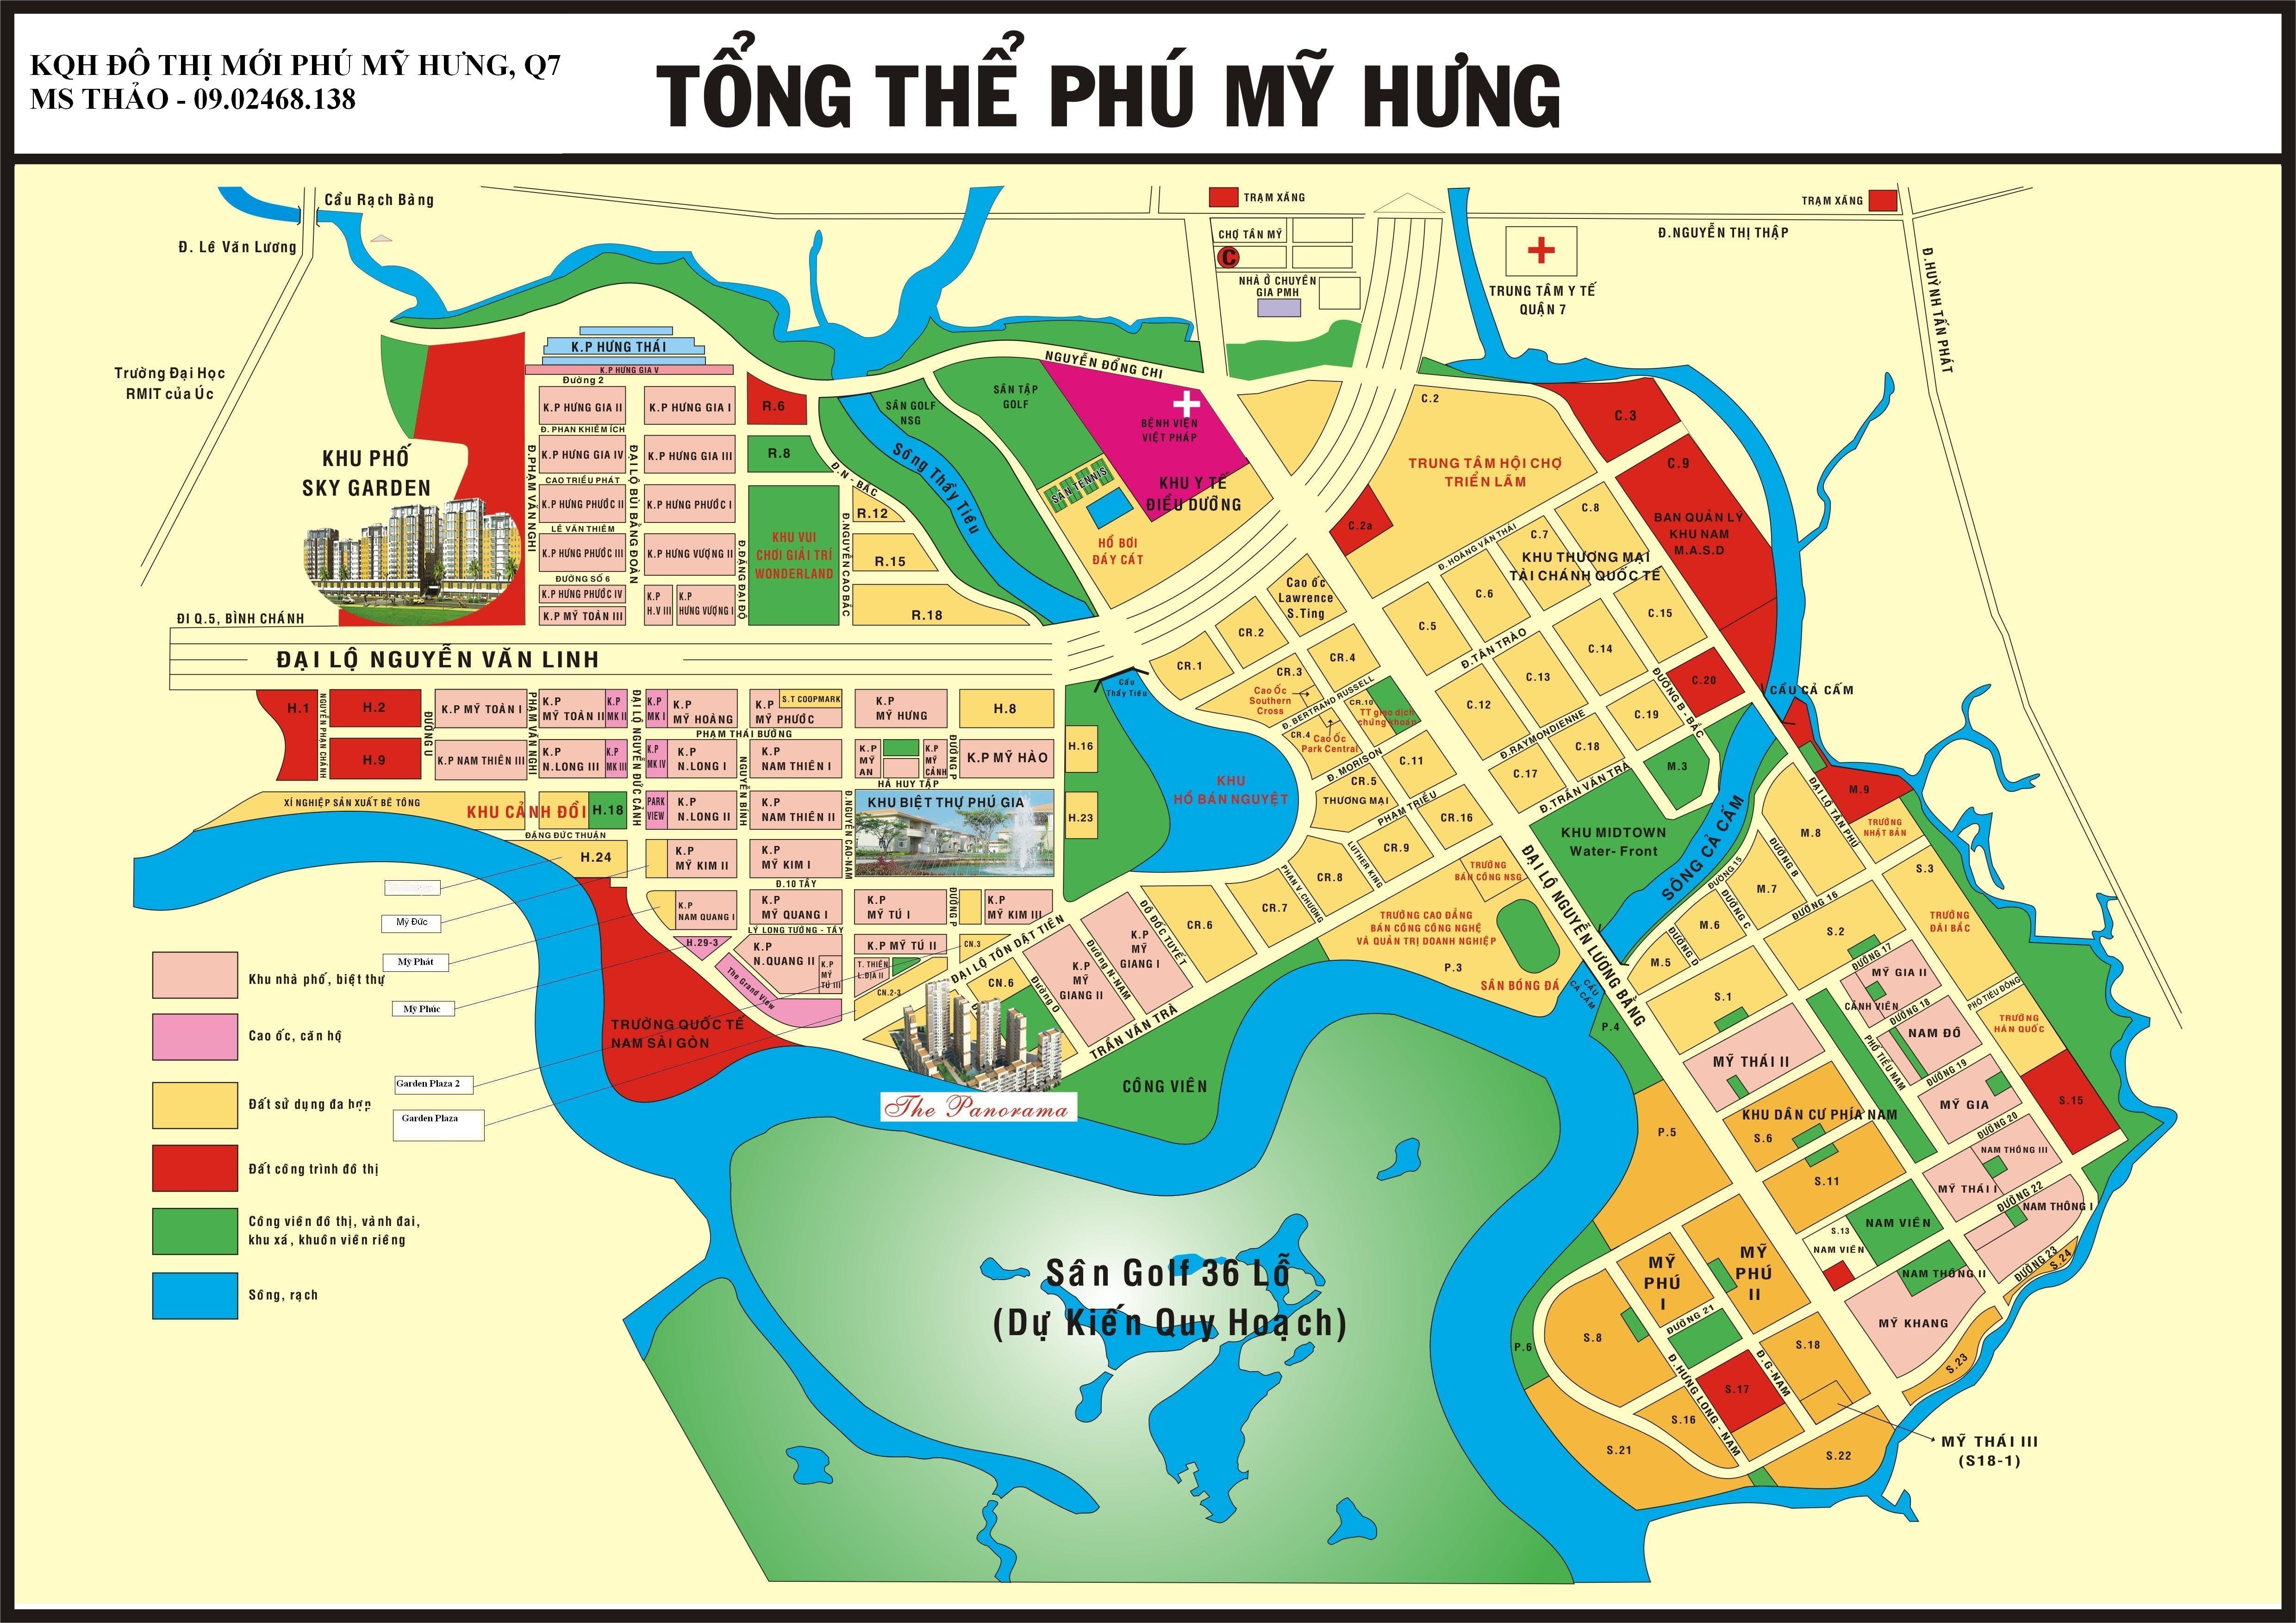 KQH ĐÔ THỊ MỚI PHÚ MỸ HƯNG, Q7
MS THẢO - 09.02468.138
TỔNG THỂ PHÚ MỸ HƯNG
Cầu Rạch Bàng
Đ. Lê Văn Lương
Trường Đại Học
RMIT của Úc
TRẠM XĂNG
CHỢ TÂN MỸ
C
NHÀ Ở CHUYÊN
GIA PMH
TRẠM XĂNG
Đ.NGUYỄN THỊ THẬP
TRUNG TÂM Y TẾ
QUẬN 7
Đ.HUỲNH TẤN PHÁT
KHU PHỐ
SKY GARDEN
ĐI Q.5, BÌNH CHÁNH
K.P HƯNG THÁI
K.P HƯNG GIA V
Đường 2
K.P HƯNG GIA II
K.P HƯNG GIA I
Đ. PHAN KHIÊM ÍCH
K.P HƯNG GIA IV
K.P HƯNG GIA III
CAO TRIỀU PHÁT
K.P HƯNG PHƯỚC II
K.P HƯNG PHƯỚC I
LÊ VĂN THIÊM
K.P HƯNG PHƯỚC III
K.P HƯNG VƯỢNG II
ĐƯỜNG SỐ 6
K.P HƯNG PHƯỚC IV
K.P MỸ TOÀN III
K.P
H.V III
K.P
HƯNG VƯỢNG I
Đ.PHẠM VĂN NGHỊ
ĐẠI LỘ BÙI BẰNG ĐOÀN
Đ.ĐẶNG ĐẠI ĐỘ
R.6
R.8
KHU VUI
CHƠI GIẢI TRÍ
WONDERLAND
Đ.NGUYỄN CAO BẮC
Đ.N - BẮC
R.12
R.15
R.18
SÂN GOLF
NSG
Sông Thầy Tiêu
SÂN TẬP
GOLF
NGUYỄN ĐỔNG CHI
BỆNH VIỆN
VIỆT PHÁP
KHU Y TẾ
ĐIỀU DƯỠNG
SÂN TENNIS
HỒ BƠI
ĐÁY CÁT
C.2
TRUNG TÂM HỘI CHỢ
TRIỂN LÃM
C.2a
C.3
C.9
BAN QUẢN LÝ
KHU NAM
M.A.S.D
C.8
C.7
Đ. HOÀNG VĂN THÁI
KHU THƯƠNG MẠI
TÀI CHÁNH QUỐC TẾ
C.6
C.5
C.15
C.14
C.13
C.12
Đ.TÂN TRÀO
C.20
C.19
C.18
C.17
ĐƯỜNG B - BẮC
Đ.RAYMONDIENNE
Đ.TRẦN VĂN TRÀ
CẦU CẢ CẤM
ĐẠI LỘ NGUYỄN VĂN LINH
Cao ốc
Lawrence
S.Ting
CR.1
CR.2
CR.3
CR.4
Cao Ốc
Southern
Cross
Đ. BERTRAND RUSSELL
CR.10
TT giao dịch
chứng khoán
CR.4
Cao Ốc
Park Central
Đ. MORISON
C.11
CR.5
THƯƠNG MẠI
PHẠM TRIỀU
CR.16
CR.9
LUTHER KING
CR.8
PHAN V.CHƯƠNG
CR.7
CR.6
Cầu
Thầy Tiêu
KHU
HỒ BÁN NGUYỆT
H.1
NGUYỄN PHAN CHÁNH
H.2
H.9
ĐƯỜNG U
K.P MỸ TOÀN I
K.P NAM THIÊN III
PHẠM VĂN NGHỊ
K.P
MỸ TOÀN II
K.P
MK II
K.P
N.LONG III
K.P
MK III
ĐẠI LỘ NGUYỄN ĐỨC CẢNH
K.P
MK I
K.P
MỸ HOÀNG
K.P
MK IV
K.P
N.LONG I
PHẠM THÁI BƯỜNG
K.P
MỸ PHƯỚC
S.T COOPMARK
K.P
NAM THIÊN I
K.P
MỸ HƯNG
K.P
MỸ
AN
K.P
MỸ
CẢNH
ĐƯỜNG P
H.8
K.P MỸ HÀO
H.16
H.23
HÀ HUY TẬP
XÍ NGHIỆP SẢN XUẤT BÊ TÔNG
KHU CẢNH ĐỒI
H.18
PARK
VIEW
K.P
N.LONG II
NGUYỄN BÍNH
K.P
NAM THIÊN II
Đ.NGUYỄN CAO-NAM
KHU BIỆT THỰ PHÚ GIA
ĐẶNG ĐỨC THUẬN
H.24
K.P
MỸ KIM II
K.P
MỸ KIM I
Đ.10 TÂY
K.P
NAM QUANG I
K.P
MỸ QUANG I
K.P
MỸ TÚ I
ĐƯỜNG P
K.P
MỸ KIM III
LÝ LONG TƯỜNG - TÂY
H.29-3
K.P
N.QUANG II
K.P
MỸ
TÚ III
K.P MỸ TÚ II
T. THIÊN
L.ĐỊA II
CN.3
CN.2-3
The Grand View
ĐẠI LỘ TÔN DẬT TIÊN
CN.6
Đường D
K.P
MỸ
GIANG II
Đường N-NAM
K.P
MỸ
GIANG I
ĐÔ ĐỐC TUYẾT
TRẦN VĂN TRÀ
The Panorama
CÔNG VIÊN
TRƯỜNG QUỐC TẾ
NAM SÀI GÒN
Mỹ Đức
Mỹ Phát
Mỹ Phúc
Garden Plaza 2
Garden Plaza
Khu nhà phố, biệt thự
Cao ốc, căn hộ
Đất sử dụng đa hợp
Đất công trình đô thị
Công viên đô thị, vành đai,
khu xá, khuôn viên riêng
Sông, rạch
TRƯỜNG
BÁN CÔNG NSG
TRƯỜNG CAO ĐẲNG
BÁN CÔNG CÔNG NGHỆ
VÀ QUẢN TRỊ DOANH NGHIỆP
P.3
SÂN BÓNG ĐÁ
ĐẠI LỘ NGUYỄN LƯƠNG BẰNG
CẦU
CẢ CẤM
P.4
KHU MIDTOWN
Water- Front
M.3
SÔNG CẢ CẤM
M.9
TRƯỜNG
NHẬT BẢN
ĐẠI LỘ TÂN PHÚ
M.8
M.7
M.6
M.5
ĐƯỜNG 15
ĐƯỜNG B
ĐƯỜNG C
ĐƯỜNG D
ĐƯỜNG 16
S.3
TRƯỜNG
ĐÀI BẮC
S.2
S.1
ĐƯỜNG 17
MỸ GIA II
CẢNH VIÊN
ĐƯỜNG 18
NAM ĐÔ
PHỐ TIỂU ĐÔNG
TRƯỜNG
HÀN QUỐC
PHỐ TIỂU NAM
ĐƯỜNG 19
MỸ GIA
S.15
MỸ THÁI II
KHU DÂN CƯ PHÍA NAM
P.5
S.6
S.11
ĐƯỜNG 20
NAM THÔNG III
MỸ THÁI I
ĐƯỜNG 22
NAM THÔNG I
NAM VIÊN
S.13
NAM VIÊN
NAM THÔNG II
ĐƯỜNG 23
S.24
MỸ KHANG
S.23
MỸ
PHÚ
I
MỸ
PHÚ
II
ĐƯỜNG 21
S.8
P.6
S.18
S.17
S.16
Đ.HƯNG LONG - NAM
Đ.G-NAM
S.21
S.22
MỸ THÁI III
(S18-1)
Sân Golf 36 Lỗ
(Dự Kiến Quy Hoạch)